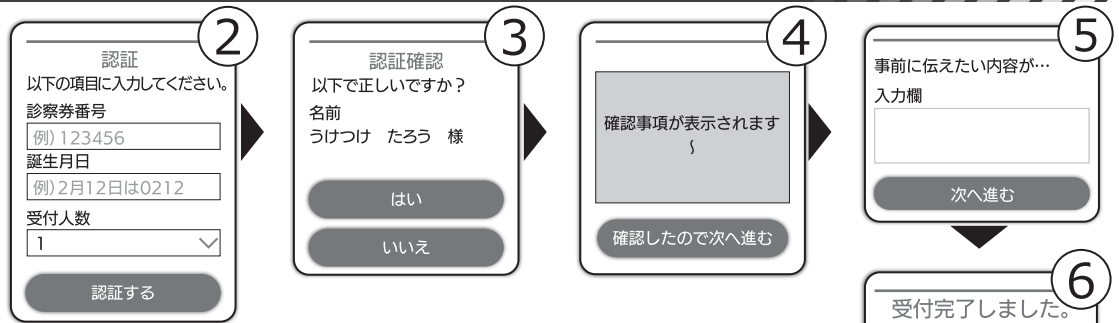 ②
認証
以下の項目に入力してください。
診察券番号
例)123456
誕生月日
例)2月12日は0212
受付人数
1
認証する
③
認証確認
以下で正しいですか?
名前
うけつけ たろう 様
はい
いいえ
④
確認事項が表示されます
～
確認したので次へ進む
⑤
事前に伝えたい内容が…
入力欄
次へ進む
⑥
受付完了しました。